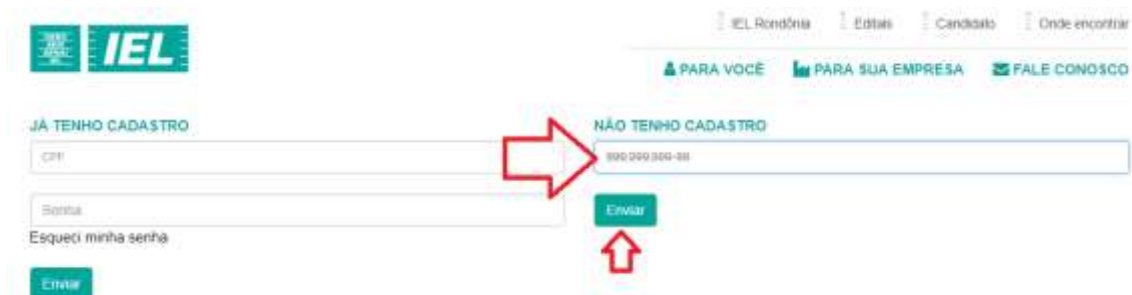 IEL
IEL Rondônia Editais Candidato Onde encontrar
PARA VOCÊ PARA SUA EMPRESA FALE CONOSCO
JÁ TENHO CADASTRO
CPF
Senha
Esqueci minha senha
Enviar
NÃO TENHO CADASTRO
999.999.999-99
Enviar